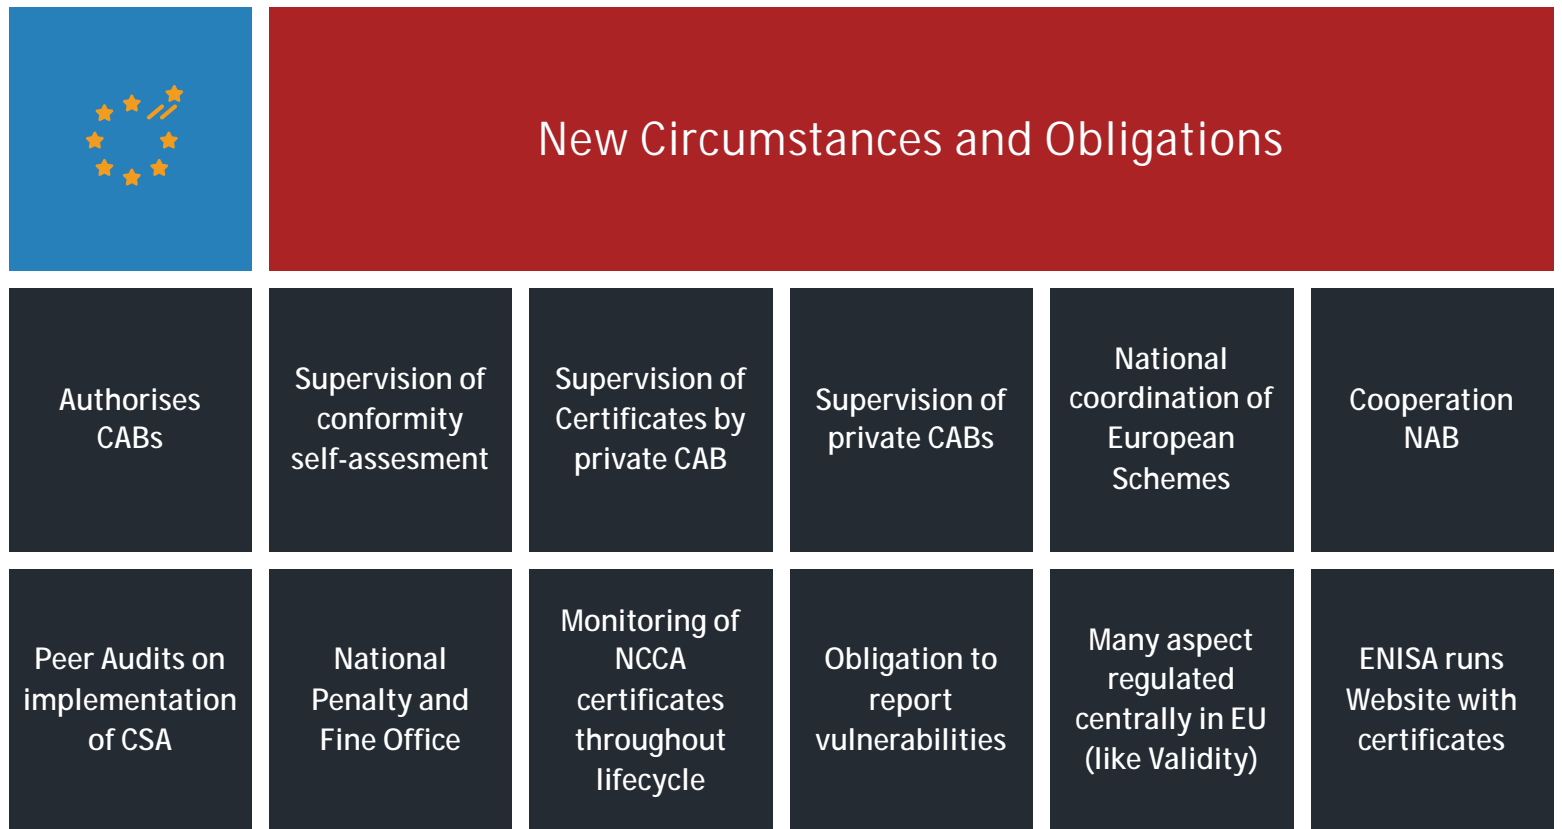 New Circumstances and Obligations
Authorises
CABs
Supervision of
conformity
self-assesment
Supervision of
Certificates by
private CAB
Supervision of
private CABs
National
coordination of
European
Schemes
Cooperation
NAB
Peer Audits on
implementation
of CSA
National
Penalty and
Fine Office
Monitoring of
NCCA
certificates
throughout
lifecycle
Obligation to
report
vulnerabilities
Many aspect
regulated
centrally in EU
(like Validity)
ENISA runs
Website with
certificates